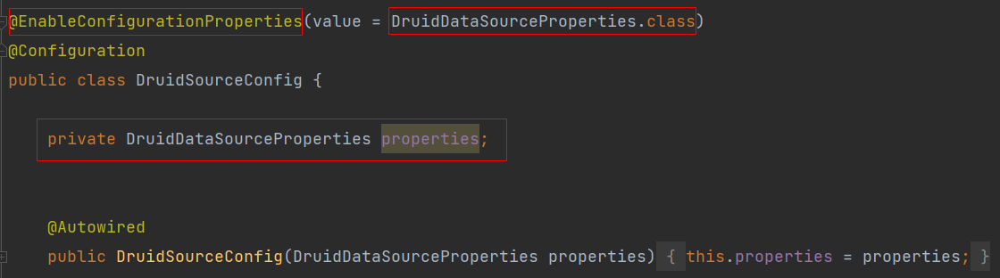 @EnableConfigurationProperties(value = DruidDataSourceProperties.class)
@Configuration
public class DruidSourceConfig {
private DruidDataSourceProperties properties;
@Autowired
public DruidSourceConfig(DruidDataSourceProperties properties) { this.properties = properties; }